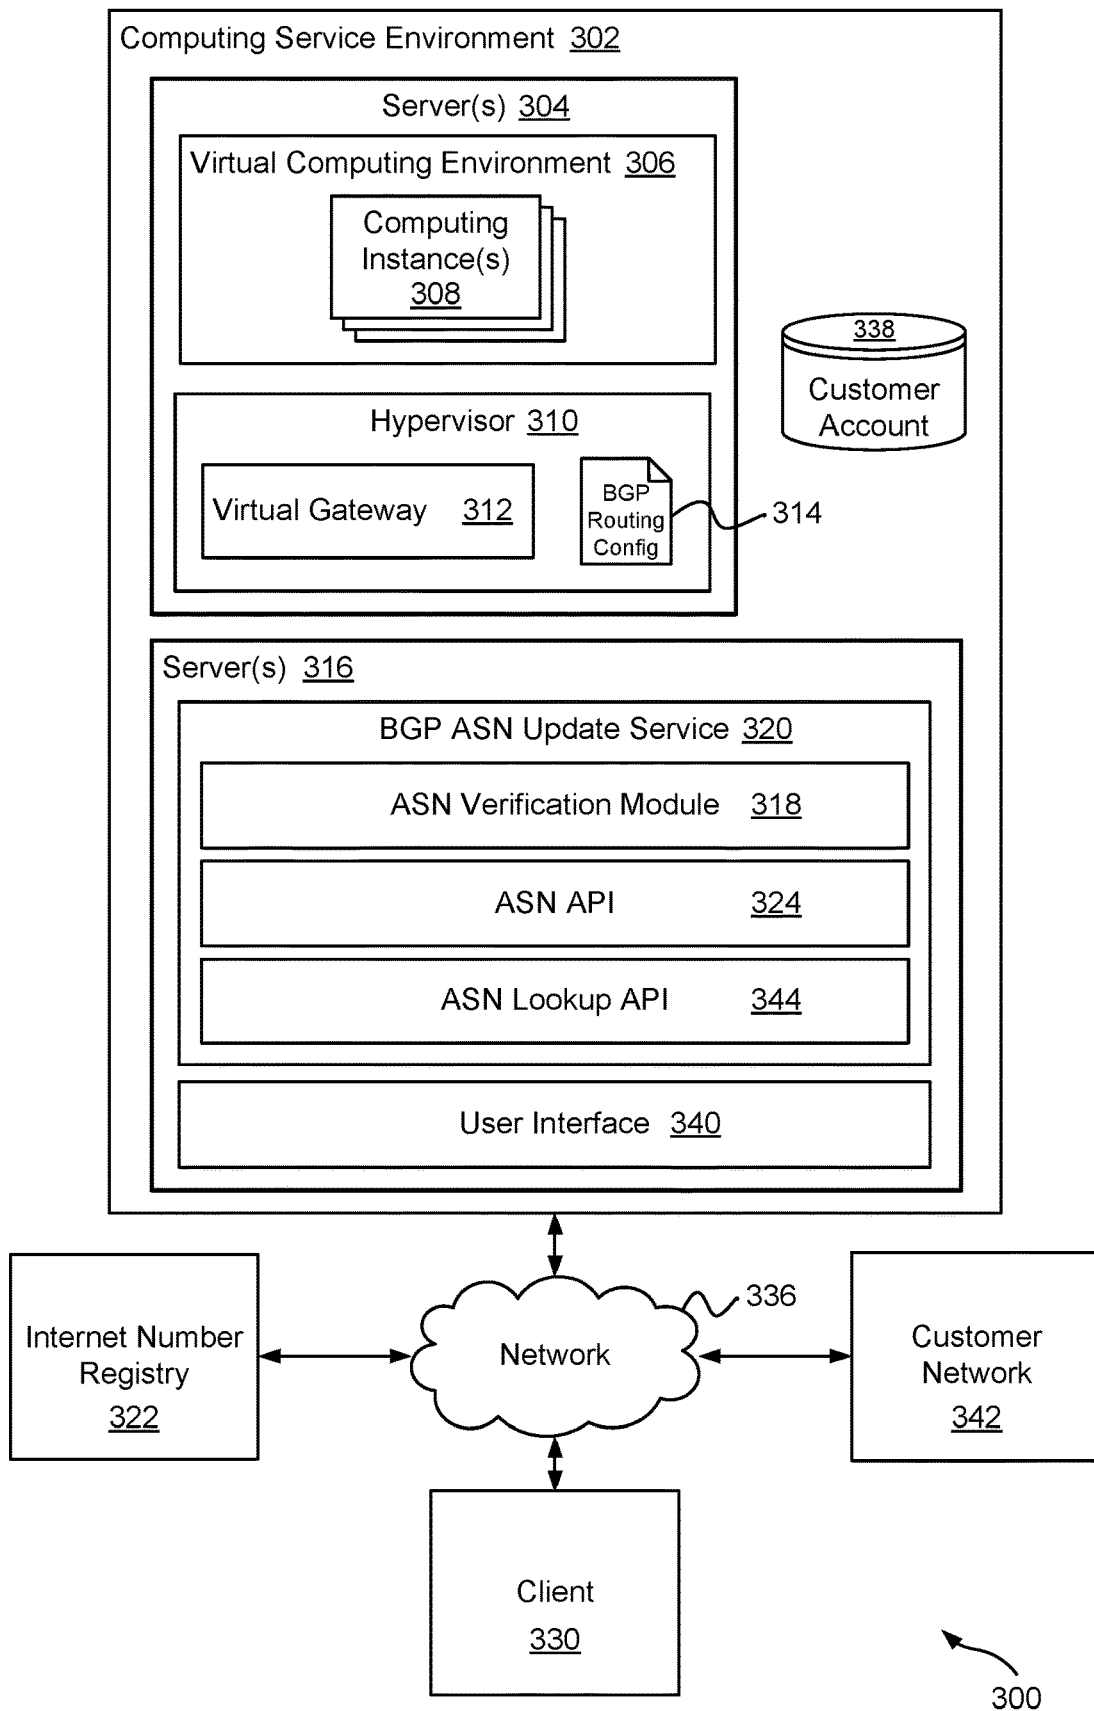 Computing Service Environment 302
Server(s) 304
Virtual Computing Environment 306
Computing
Instance(s)
308
338
Customer
Account
Hypervisor 310
Virtual Gateway 312
BGP
Routing
Config
314
Server(s) 316
BGP ASN Update Service 320
ASN Verification Module 318
ASN API 324
ASN Lookup API 344
User Interface 340
336
Internet Number
Registry
322
Network
Customer
Network
342
Client
330
300